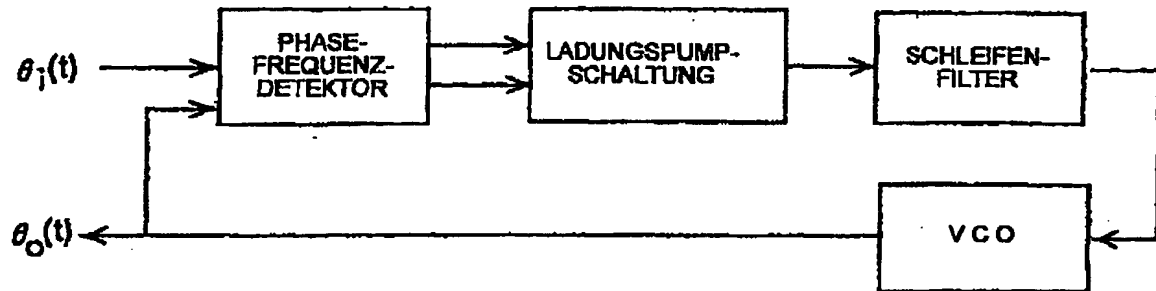 θi(t)
PHASE-
FREQUENZ-
DETEKTOR
LADUNGSPUMP-
SCHALTUNG
SCHLEIFEN-
FILTER
θo(t)
VCO